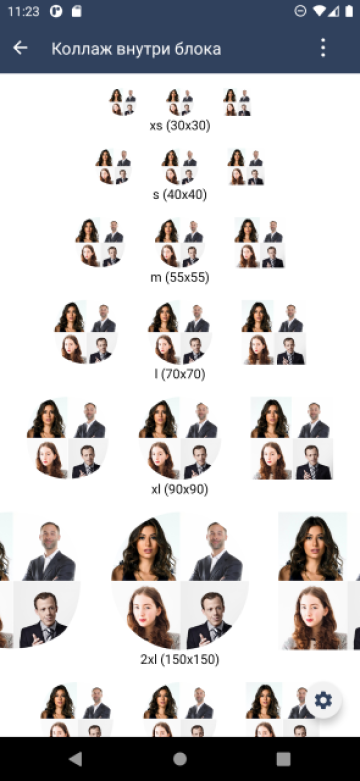 11:23
Коллаж внутри блока
xs (30x30)
s (40x40)
m (55x55)
l (70x70)
xl (90x90)
2xl (150x150)